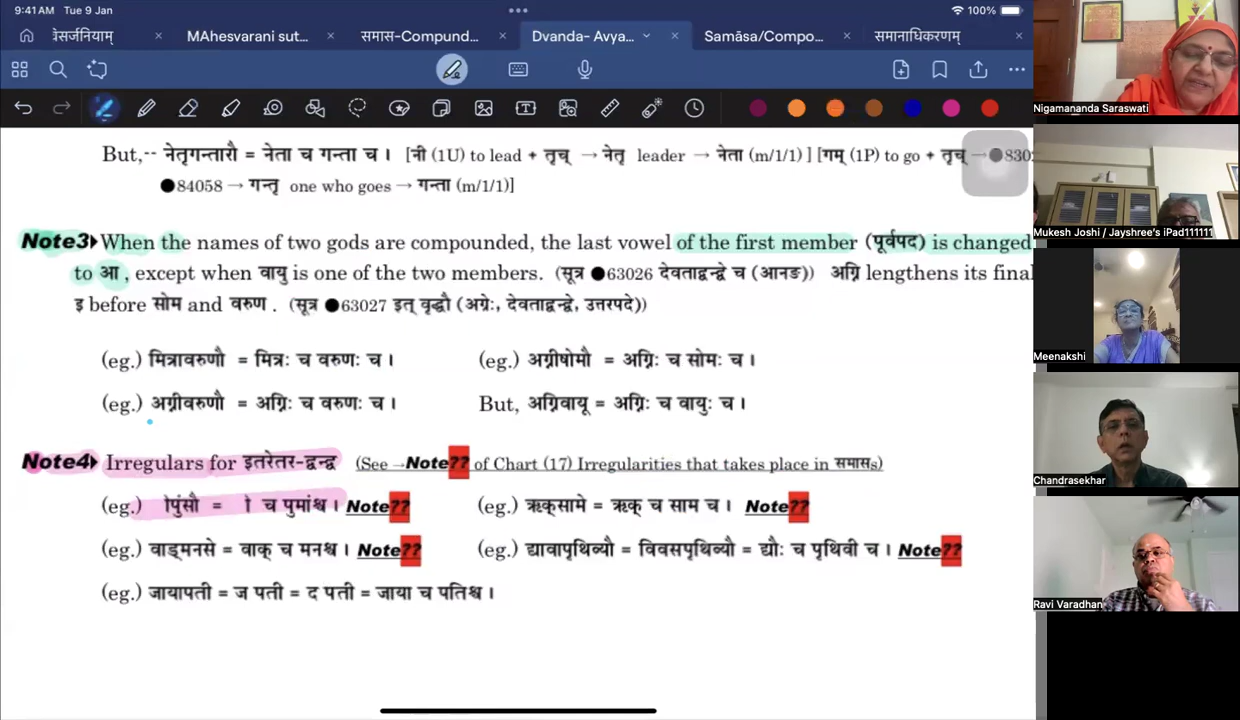 9:41 AM Tue 9 Jan
100%
वेसर्जनियाम्
MAhesvarani sut...
समास-Compund...
Dvanda- Avya...
Samāsa/Compo...
समानाधिकरणम्
But,-- नेतृगन्तारौ = नेता च गन्ता च। [नी (1U) to lead + तृच् → नेतृ leader → नेता (m/1/1) ] [गम् (1P) to go + तृच् → ●830
●84058 → गन्तृ one who goes → गन्ता (m/1/1)]
Note3▸ When the names of two gods are compounded, the last vowel of the first member (पूर्वपद) is changed
to आ, except when वायु is one of the two members. (सूत्र ●63026 देवताद्वन्द्वे च (आनङ)) अग्नि lengthens its final
इ before सोम and वरुण . (सूत्र ●63027 इत् वृद्धौ (अग्नेः, देवताद्वन्द्वे, उत्तरपदे))
(eg.) मित्रावरुणौ = मित्रः च वरुणः च। (eg.) अग्नीषोमौ = अग्निः च सोमः च।
(eg.) अग्नीवरुणौ = अग्निः च वरुणः च। But, अग्निवायू = अग्निः च वायुः च।
Note4▸ Irregulars for इतरेतर-द्वन्द्व (See →Note?? of Chart (17) Irregularities that takes place in समासs)
(eg.) पुंसौ = च पुमांश्च। Note?? (eg.) ऋक्सामे = ऋक् च साम च। Note??
(eg.) वाङ्मनसे = वाक् च मनश्च। Note?? (eg.) द्यावापृथिव्यौ = विवसपृथिव्यौ = द्यौः च पृथिवी च। Note??
(eg.) जायापती = ज पती = द पती = जाया च पतिश्च।
Nigamananda Saraswati
Mukesh Joshi / Jayshree's iPad111111
Meenakshi
Chandrasekhar
Ravi Varadhan